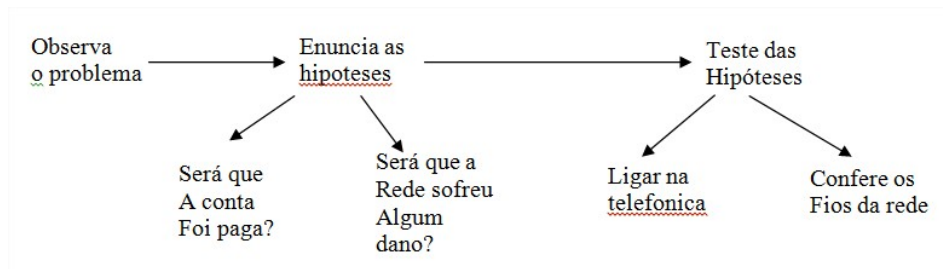 Observa
o problema
Enuncia as
hipoteses
Teste das
Hipóteses
Será que
A conta
Foi paga?
Será que a
Rede sofreu
Algum
dano?
Ligar na
telefonica
Confere os
Fios da rede